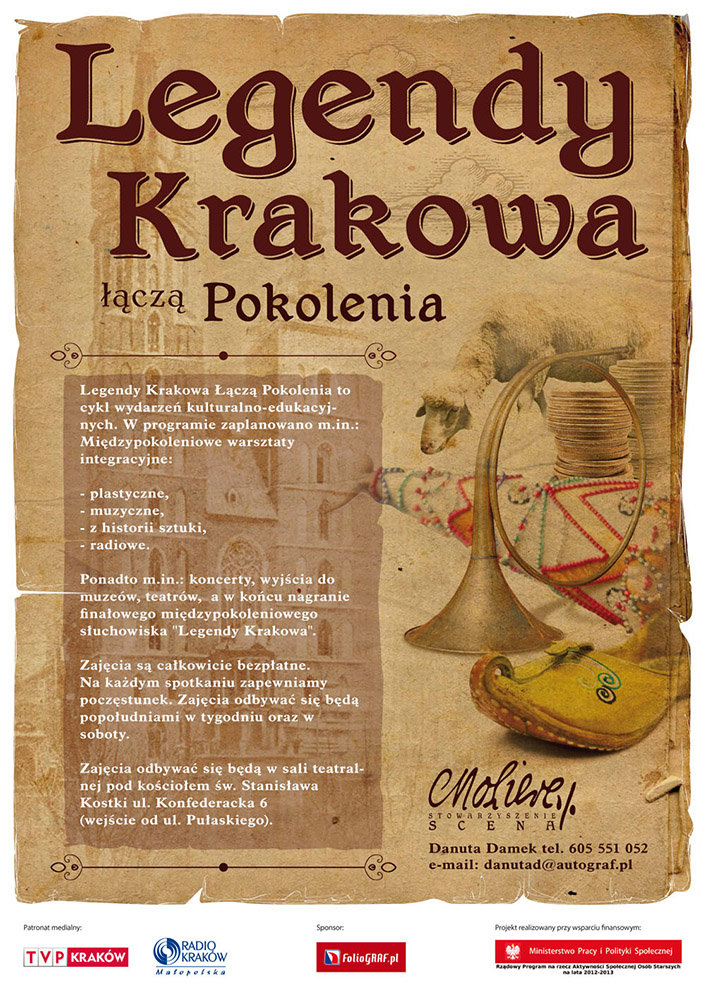 Legendy
Krakowa
łączą Pokolenia
Legendy Krakowa Łączą Pokolenia to
cykl wydarzeń kulturalno-edukacyj-
nych. W programie zaplanowano m.in.:
Międzypokoleniowe warsztaty
integracyjne:
- plastyczne,
- muzyczne,
- z historii sztuki,
- radiowe.
Ponadto m.in.: koncerty, wyjścia do
muzeów, teatrów, a w końcu nagranie
finałowego międzypokoleniowego
słuchowiska "Legendy Krakowa".
Zajęcia są całkowicie bezpłatne.
Na każdym spotkaniu zapewniamy
poczęstunek. Zajęcia odbywać się będą
popołudniami w tygodniu oraz w
soboty.
Zajęcia odbywać się będą w sali teatral-
nej pod kościołem św. Stanisława
Kostki ul. Konfederacka 6
(wejście od ul. Pułaskiego).
Moliere
STOWARZYSZENIE
SCENA
Danuta Damek tel. 605 551 052
e-mail: danutad@autograf.pl
Patronat medialny:
TVP KRAKÓW
RADIO
KRAKÓW
Małopolska
Sponsor:
FolioGRAF.pl
Projekt realizowany przy wsparciu finansowym:
Ministerstwo Pracy i Polityki Społecznej
Rządowy Program na rzecz Aktywności Społecznej Osób Starszych
na lata 2012-2013